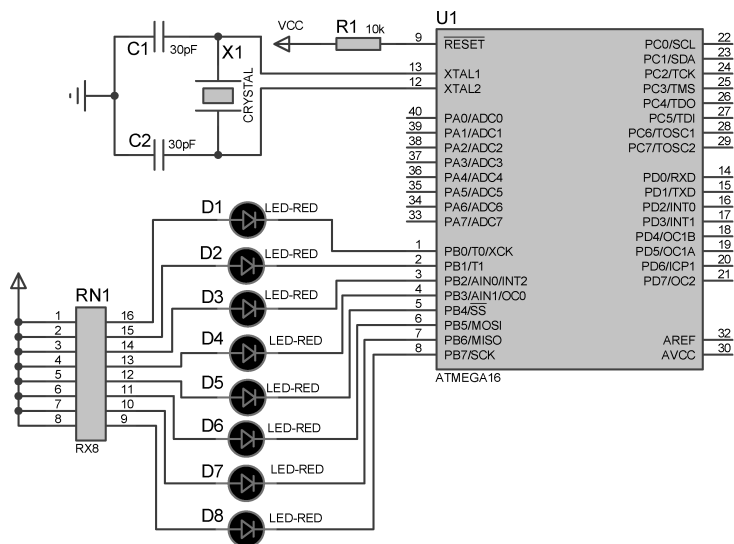 U1
VCC
R1 10k
C1 30pF
X1
CRYSTAL
C2 30pF
9 RESET
13 XTAL1
12 XTAL2
40 PA0/ADC0
39 PA1/ADC1
38 PA2/ADC2
37 PA3/ADC3
36 PA4/ADC4
35 PA5/ADC5
34 PA6/ADC6
33 PA7/ADC7
1 PB0/T0/XCK
2 PB1/T1
3 PB2/AIN0/INT2
4 PB3/AIN1/OC0
5 PB4/SS
6 PB5/MOSI
7 PB6/MISO
8 PB7/SCK
PC0/SCL 22
PC1/SDA 23
PC2/TCK 24
PC3/TMS 25
PC4/TDO 26
PC5/TDI 27
PC6/TOSC1 28
PC7/TOSC2 29
PD0/RXD 14
PD1/TXD 15
PD2/INT0 16
PD3/INT1 17
PD4/OC1B 18
PD5/OC1A 19
PD6/ICP1 20
PD7/OC2 21
AREF 32
AVCC 30
ATMEGA16
D1 LED-RED
D2 LED-RED
D3 LED-RED
D4 LED-RED
D5 LED-RED
D6 LED-RED
D7 LED-RED
D8 LED-RED
RN1
1 16
2 15
3 14
4 13
5 12
6 11
7 10
8 9
RX8